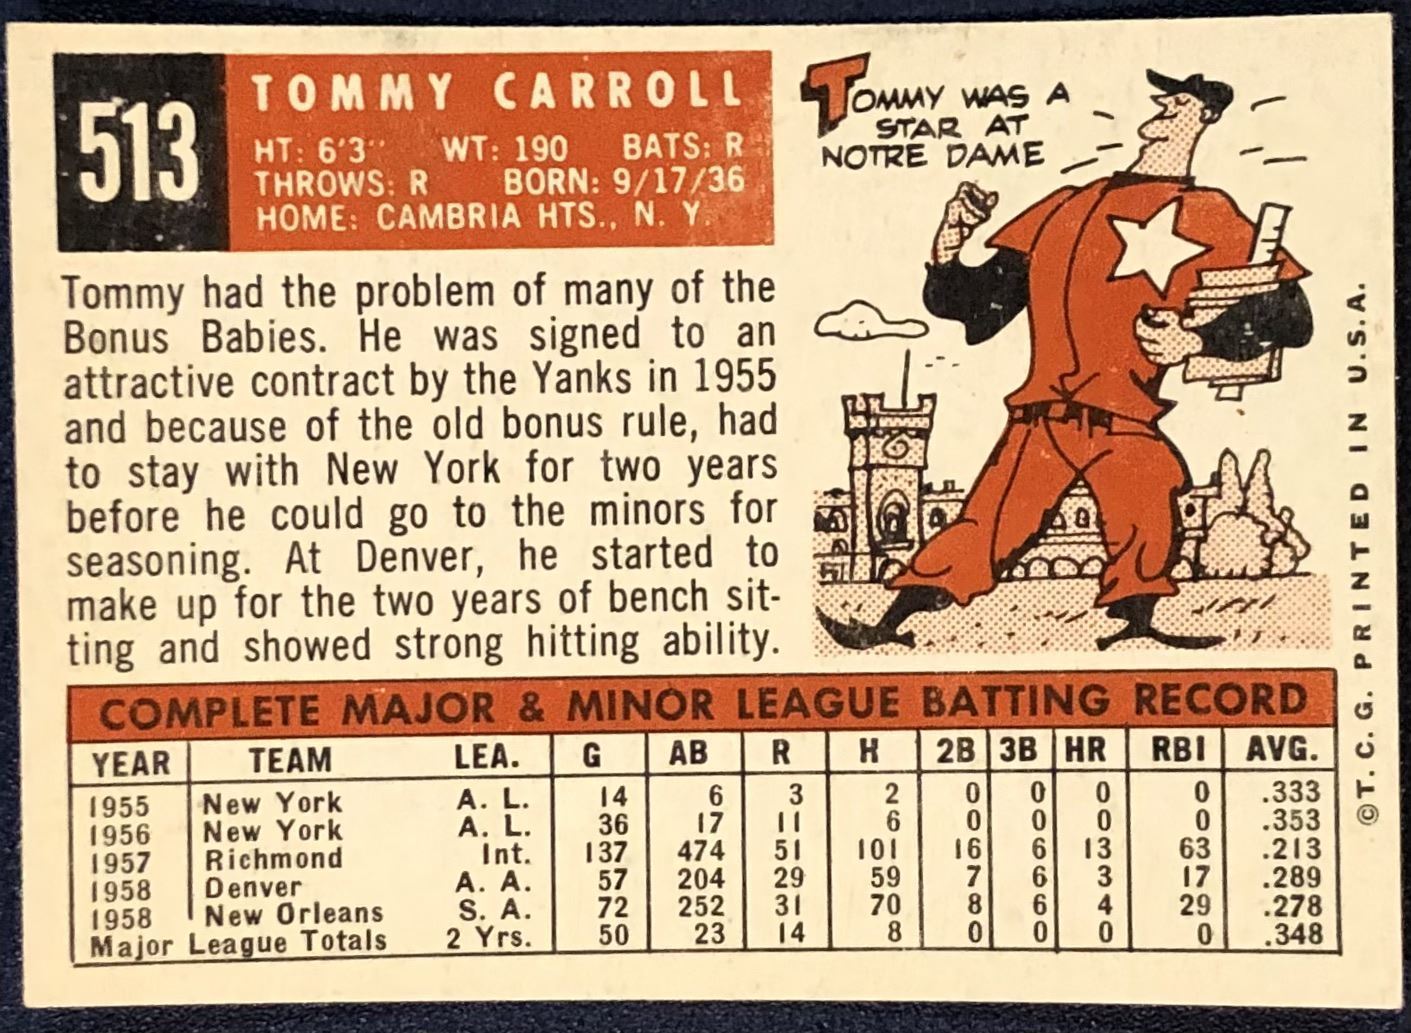 513
TOMMY CARROLL
HT: 6'3" WT: 190 BATS: R
THROWS: R BORN: 9/17/36
HOME: CAMBRIA HTS., N. Y.
TOMMY WAS A
STAR AT
NOTRE DAME
Tommy had the problem of many of the
Bonus Babies. He was signed to an
attractive contract by the Yanks in 1955
and because of the old bonus rule, had
to stay with New York for two years
before he could go to the minors for
seasoning. At Denver, he started to
make up for the two years of bench sit-
ting and showed strong hitting ability.
COMPLETE MAJOR & MINOR LEAGUE BATTING RECORD
YEAR TEAM LEA. G AB R H 2B 3B HR RBI AVG.
1955 New York A. L. 14 6 3 2 0 0 0 0 .333
1956 New York A. L. 36 17 11 6 0 0 0 0 .353
1957 Richmond Int. 137 474 51 101 16 6 13 63 .213
1958 Denver A. A. 57 204 29 59 7 6 3 17 .289
1958 New Orleans S. A. 72 252 31 70 8 6 4 29 .278
Major League Totals 2 Yrs. 50 23 14 8 0 0 0 0 .348
©T. C. G. PRINTED IN U. S. A.